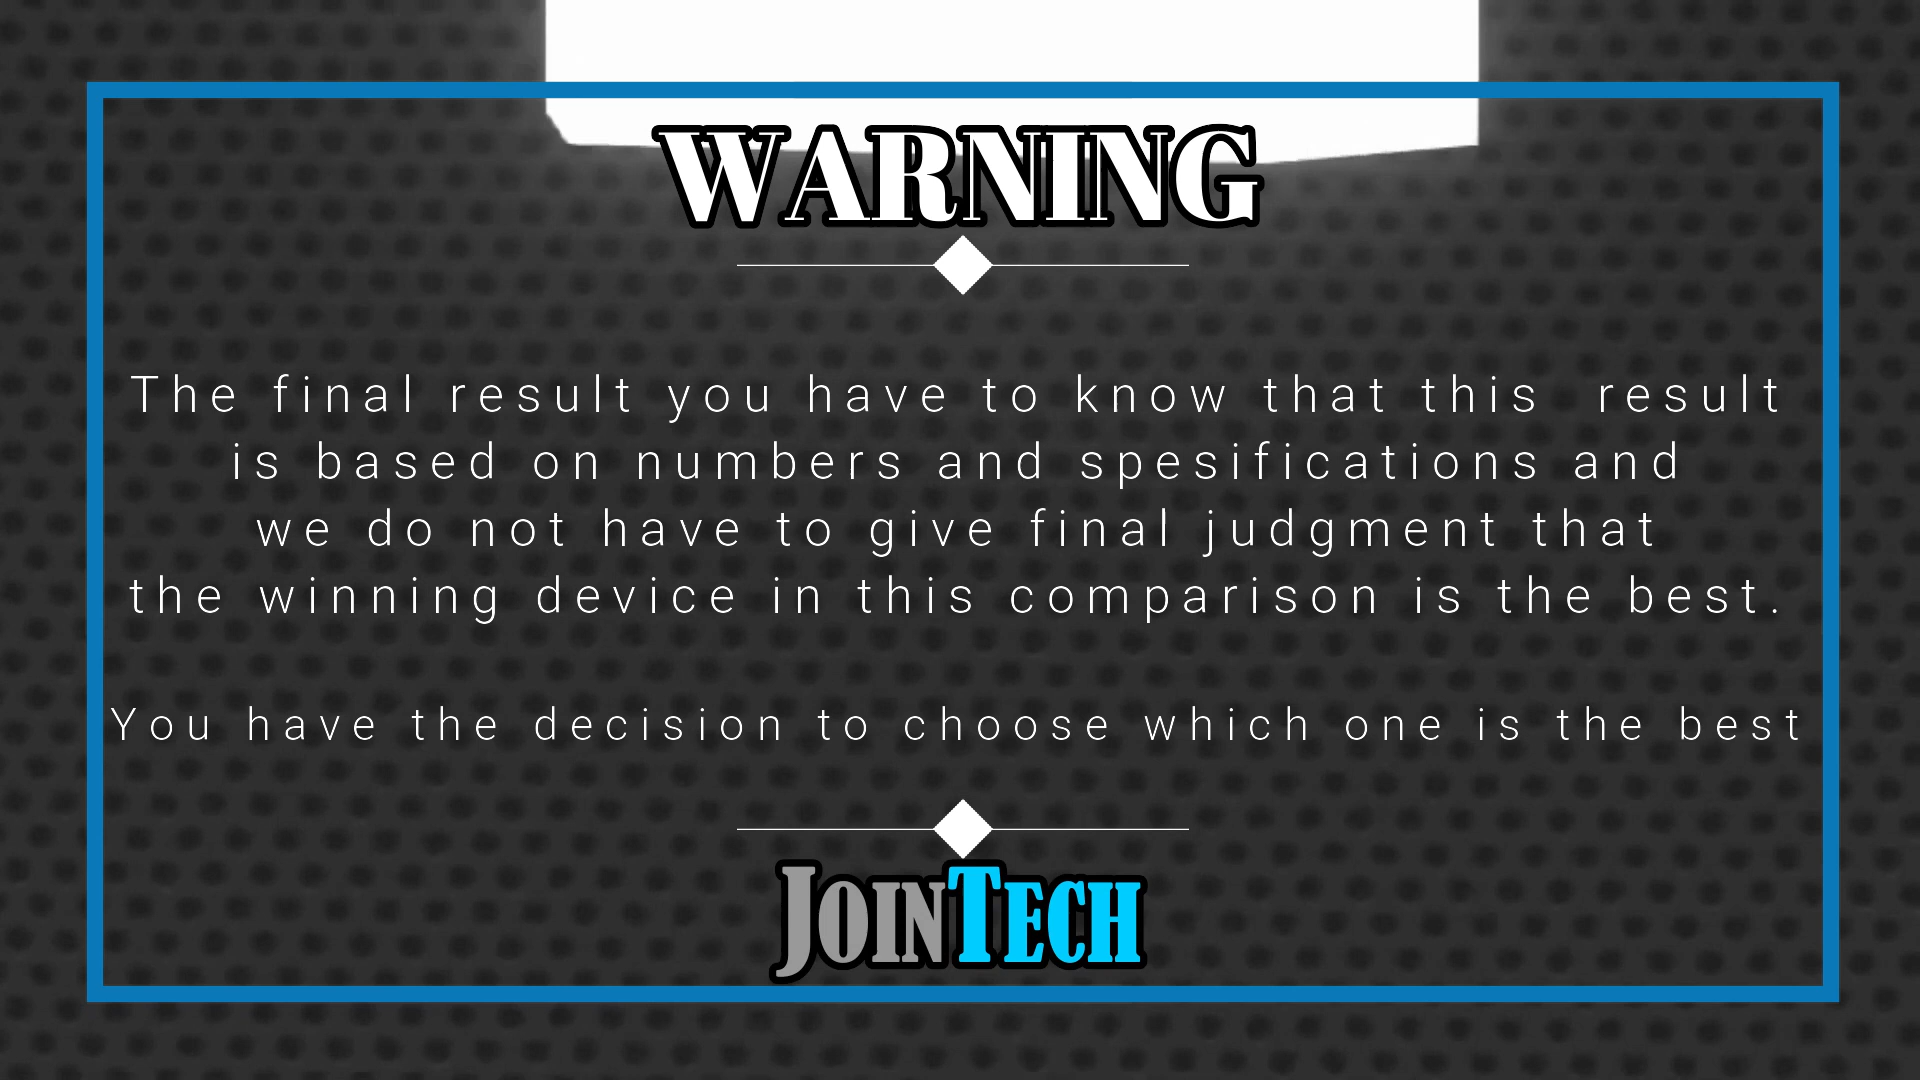 WARNING
The final result you have to know that this result
is based on numbers and spesifications and
we do not have to give final judgment that
the winning device in this comparison is the best.
You have the decision to choose which one is the best
JOINTECH